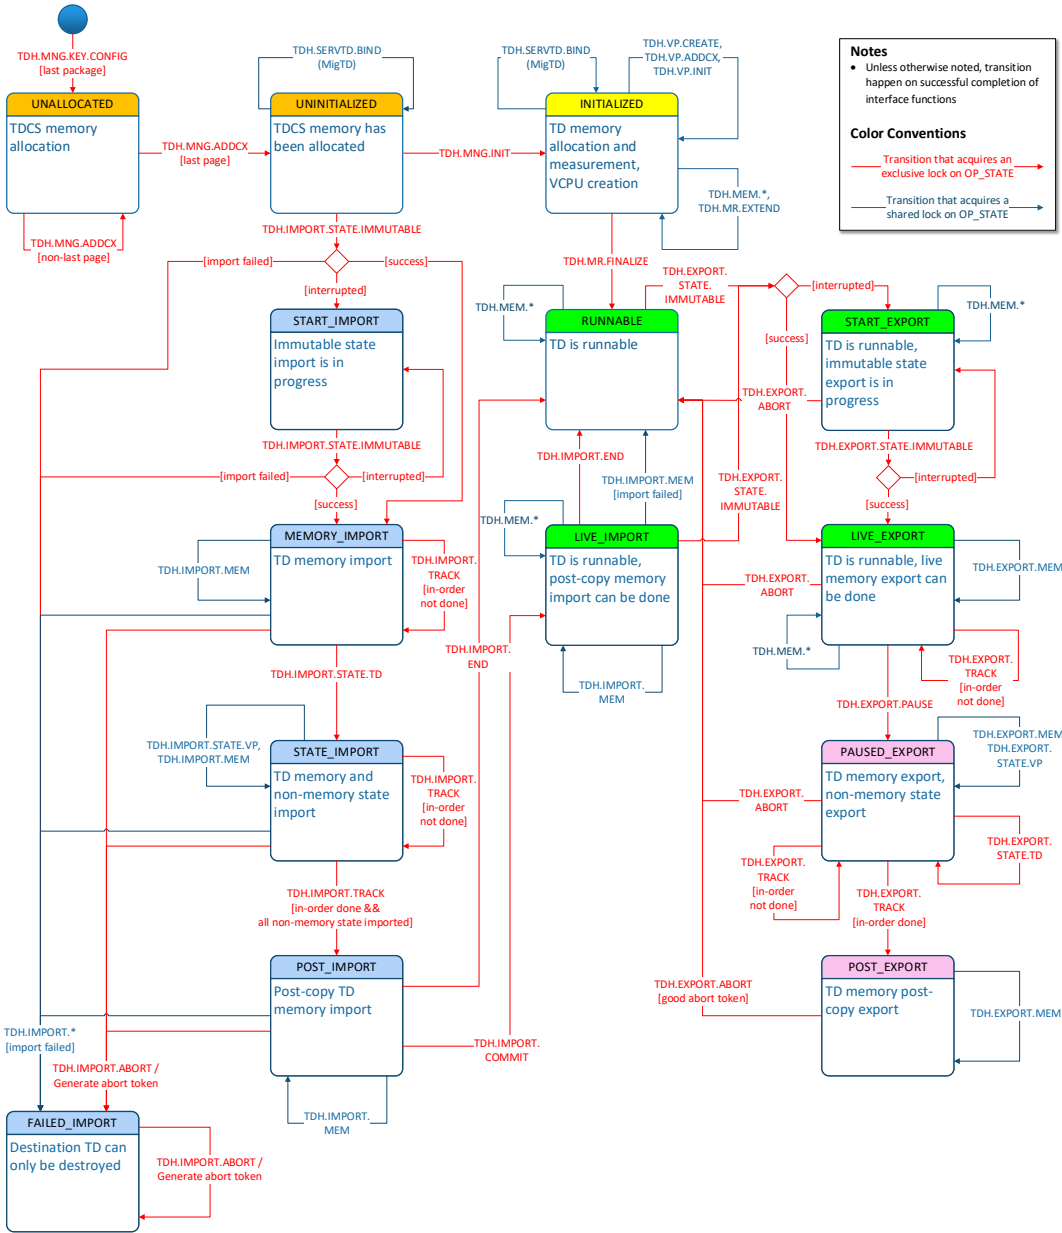 TDH.MNG.KEY.CONFIG
[last package]
UNALLOCATED
TDCS memory
allocation
TDH.MNG.ADDCX
[last page]
TDH.MNG.ADDCX
[non-last page]
TDH.SERVTD.BIND
(MigTD)
UNINITIALIZED
TDCS memory has
been allocated
TDH.MNG.INIT
TDH.SERVTD.BIND
(MigTD)
TDH.VP.CREATE,
TDH.VP.ADDCX,
TDH.VP.INIT
INITIALIZED
TD memory
allocation and
measurement,
VCPU creation
TDH.MEM.*,
TDH.MR.EXTEND
Notes
• Unless otherwise noted, transition
happen on successful completion of
interface functions
Color Conventions
Transition that acquires an
exclusive lock on OP_STATE
Transition that acquires a
shared lock on OP_STATE
TDH.IMPORT.STATE.IMMUTABLE
[import failed]
[success]
[interrupted]
START_IMPORT
Immutable state
import is in
progress
TDH.IMPORT.STATE.IMMUTABLE
[import failed]
[interrupted]
[success]
TDH.MR.FINALIZE
TDH.EXPORT.
STATE.
IMMUTABLE
TDH.MEM.*
RUNNABLE
TD is runnable
[interrupted]
[success]
TDH.MEM.*
START_EXPORT
TD is runnable,
immutable state
export is in
progress
TDH.EXPORT.
ABORT
TDH.EXPORT.STATE.IMMUTABLE
[interrupted]
[success]
TDH.IMPORT.END
TDH.IMPORT.MEM
[import failed]
TDH.EXPORT.
STATE.
IMMUTABLE
MEMORY_IMPORT
TD memory import
TDH.IMPORT.MEM
TDH.IMPORT.
TRACK
[in-order
not done]
TDH.MEM.*
LIVE_IMPORT
TD is runnable,
post-copy memory
import can be done
TDH.IMPORT.
MEM
TDH.EXPORT.
ABORT
LIVE_EXPORT
TD is runnable, live
memory export can
be done
TDH.EXPORT.MEM
TDH.MEM.*
TDH.EXPORT.
TRACK
[in-order
not done]
TDH.IMPORT.
END
TDH.IMPORT.STATE.TD
TDH.EXPORT.PAUSE
TDH.IMPORT.STATE.VP,
TDH.IMPORT.MEM
STATE_IMPORT
TD memory and
non-memory state
import
TDH.IMPORT.
TRACK
[in-order
not done]
TDH.EXPORT.
ABORT
PAUSED_EXPORT
TD memory export,
non-memory state
export
TDH.EXPORT.MEM
TDH.EXPORT.
STATE.VP
TDH.EXPORT.
STATE.TD
TDH.EXPORT.
TRACK
[in-order
not done]
TDH.EXPORT.
TRACK
[in-order done]
TDH.IMPORT.TRACK
[in-order done &&
all non-memory state imported]
POST_IMPORT
Post-copy TD
memory import
TDH.IMPORT.
COMMIT
TDH.IMPORT.
MEM
TDH.EXPORT.ABORT
[good abort token]
POST_EXPORT
TD memory post-
copy export
TDH.EXPORT.MEM
TDH.IMPORT.*
[import failed]
TDH.IMPORT.ABORT /
Generate abort token
FAILED_IMPORT
Destination TD can
only be destroyed
TDH.IMPORT.ABORT /
Generate abort token